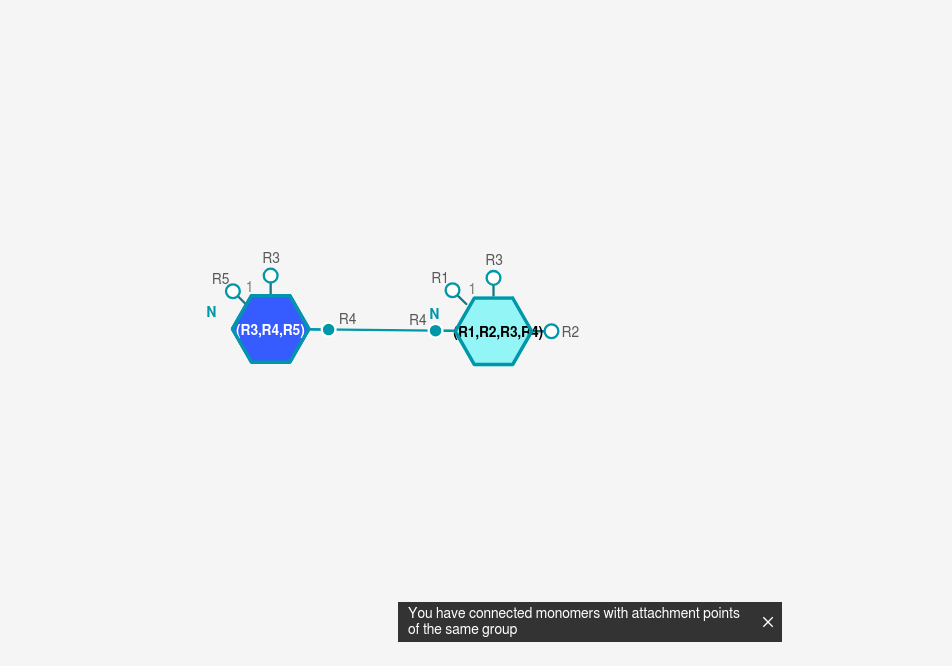 R3
R5
1
N
(R3,R4,R5)
R4
R3
R1
1
R4
N
(R1,R2,R3,R4)
R2
You have connected monomers with attachment points
of the same group